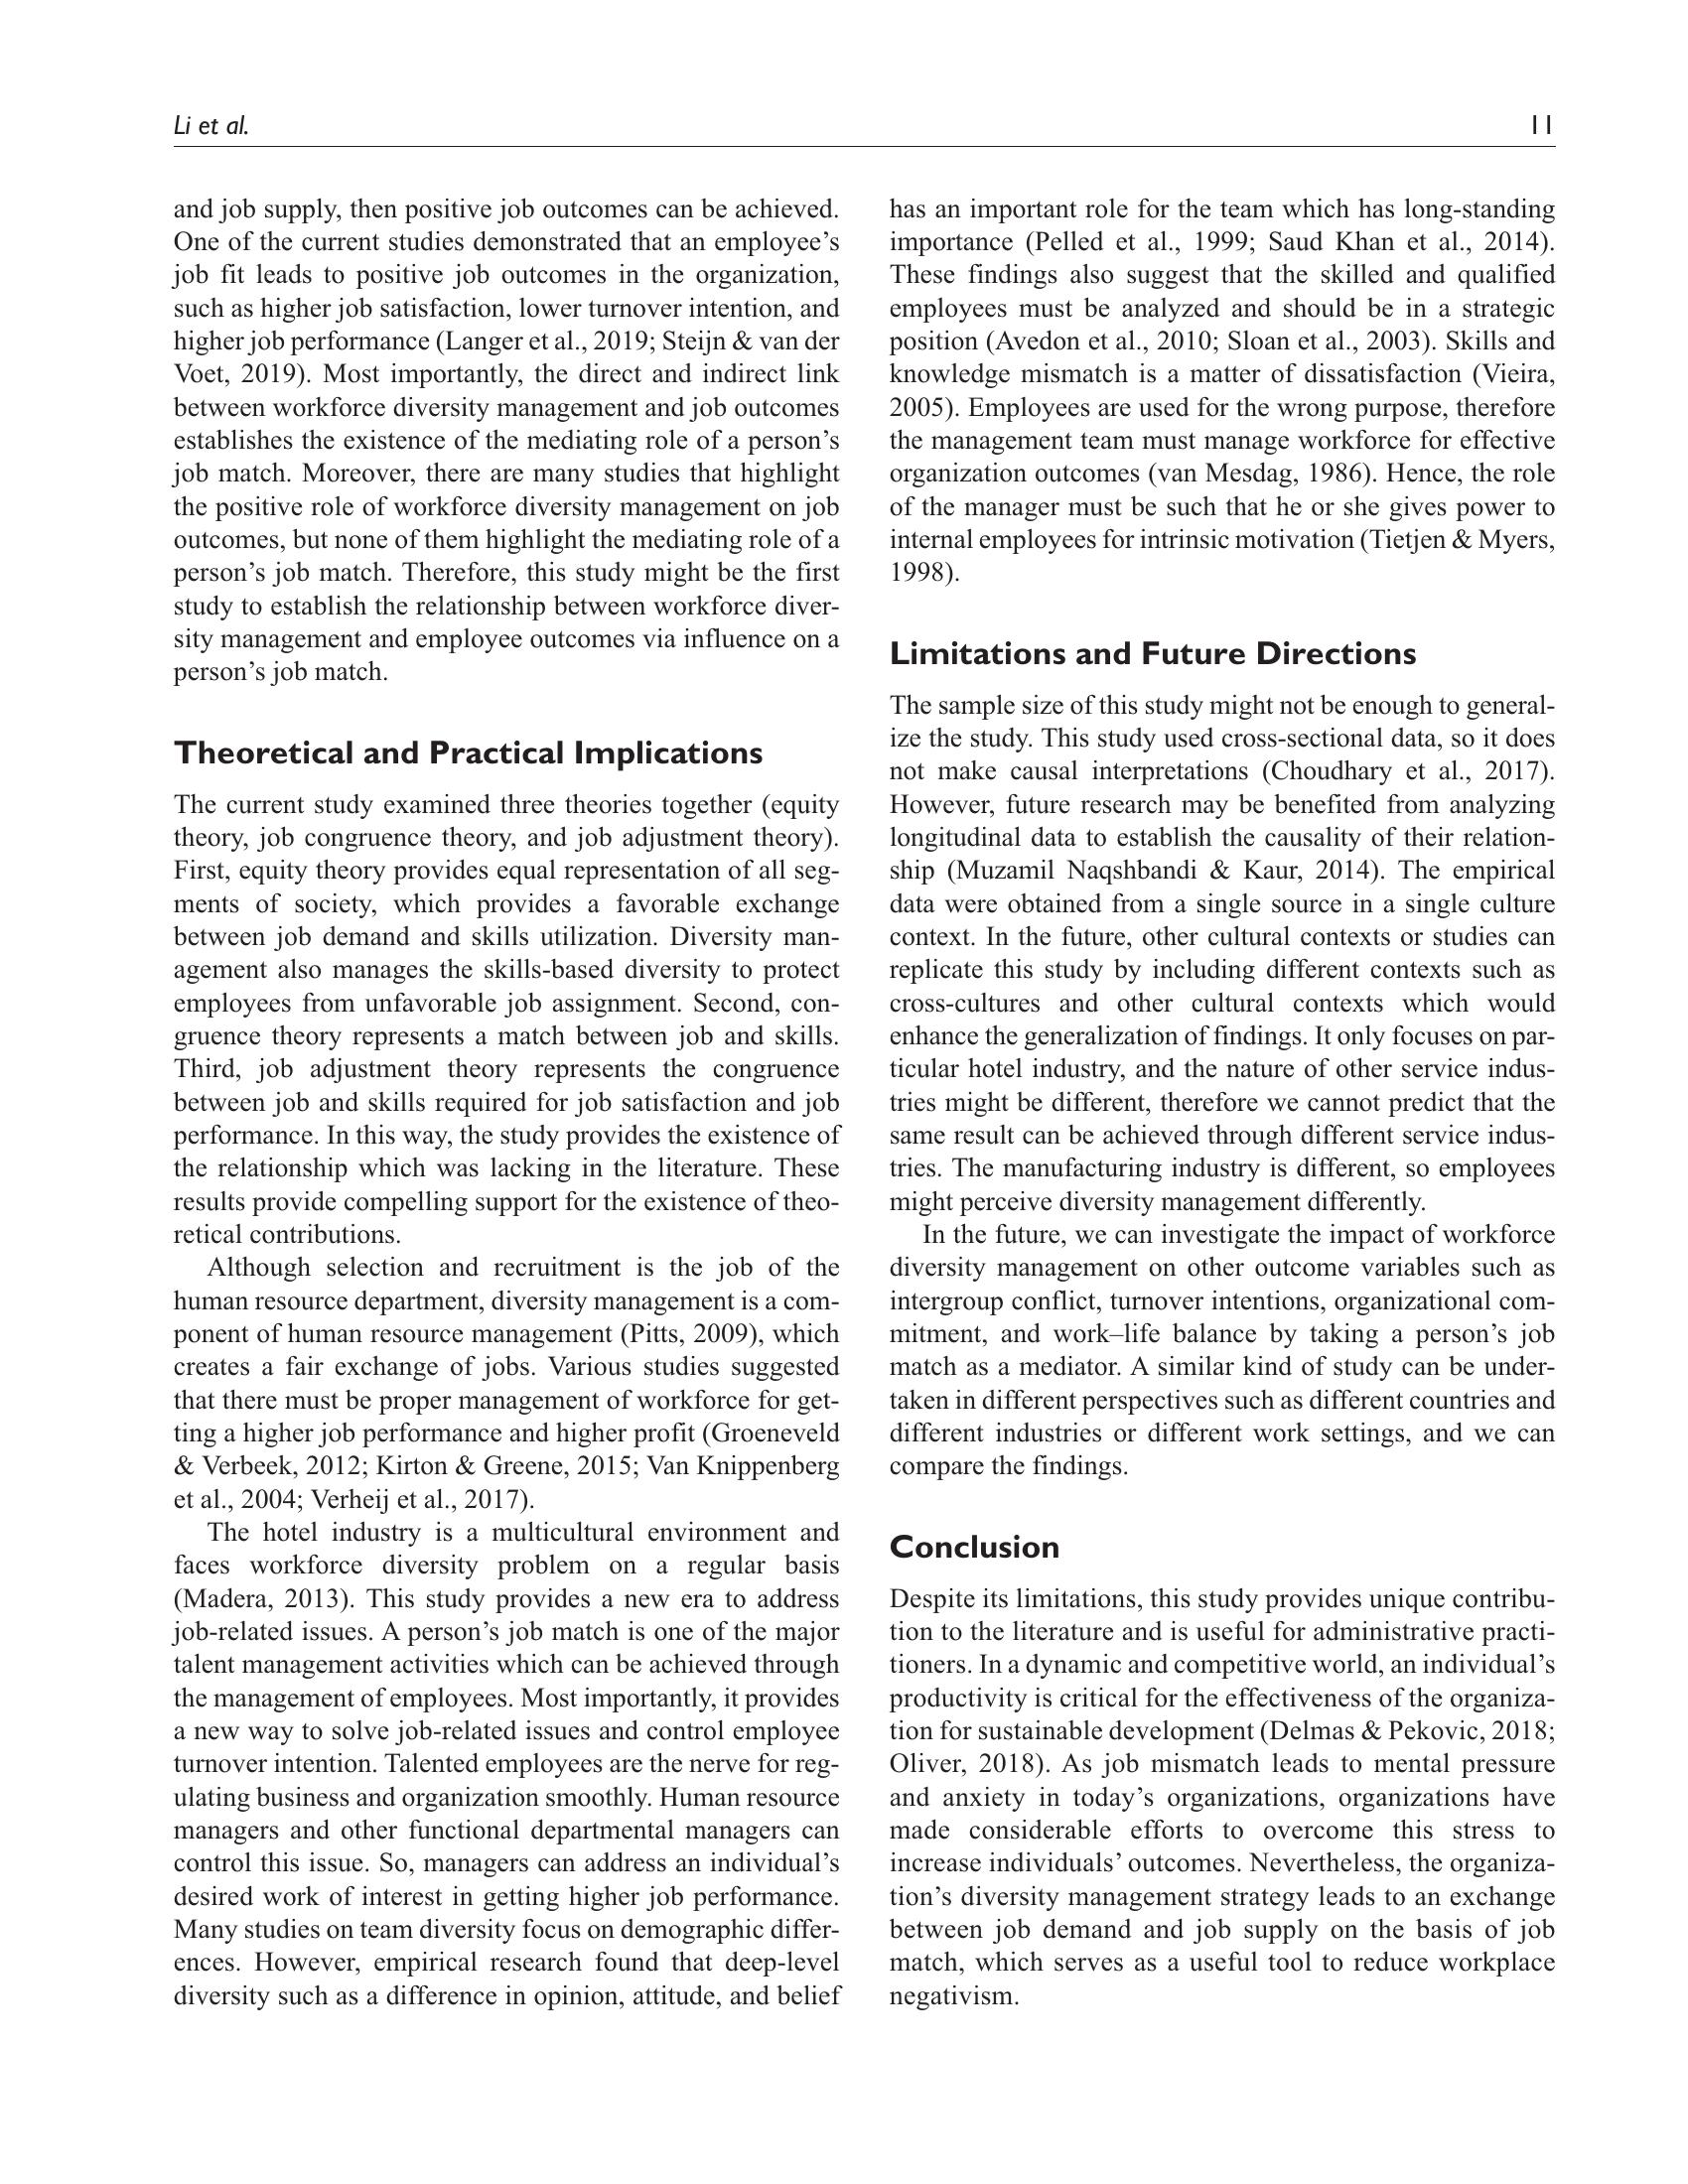 Li et al.
11
and job supply, then positive job outcomes can be achieved.
One of the current studies demonstrated that an employee’s
job fit leads to positive job outcomes in the organization,
such as higher job satisfaction, lower turnover intention, and
higher job performance (Langer et al., 2019; Steijn & van der
Voet, 2019). Most importantly, the direct and indirect link
between workforce diversity management and job outcomes
establishes the existence of the mediating role of a person’s
job match. Moreover, there are many studies that highlight
the positive role of workforce diversity management on job
outcomes, but none of them highlight the mediating role of a
person’s job match. Therefore, this study might be the first
study to establish the relationship between workforce diver-
sity management and employee outcomes via influence on a
person’s job match.
Theoretical and Practical Implications
The current study examined three theories together (equity
theory, job congruence theory, and job adjustment theory).
First, equity theory provides equal representation of all seg-
ments of society, which provides a favorable exchange
between job demand and skills utilization. Diversity man-
agement also manages the skills-based diversity to protect
employees from unfavorable job assignment. Second, con-
gruence theory represents a match between job and skills.
Third, job adjustment theory represents the congruence
between job and skills required for job satisfaction and job
performance. In this way, the study provides the existence of
the relationship which was lacking in the literature. These
results provide compelling support for the existence of theo-
retical contributions.
Although selection and recruitment is the job of the
human resource department, diversity management is a com-
ponent of human resource management (Pitts, 2009), which
creates a fair exchange of jobs. Various studies suggested
that there must be proper management of workforce for get-
ting a higher job performance and higher profit (Groeneveld
& Verbeek, 2012; Kirton & Greene, 2015; Van Knippenberg
et al., 2004; Verheij et al., 2017).
The hotel industry is a multicultural environment and
faces workforce diversity problem on a regular basis
(Madera, 2013). This study provides a new era to address
job-related issues. A person’s job match is one of the major
talent management activities which can be achieved through
the management of employees. Most importantly, it provides
a new way to solve job-related issues and control employee
turnover intention. Talented employees are the nerve for reg-
ulating business and organization smoothly. Human resource
managers and other functional departmental managers can
control this issue. So, managers can address an individual’s
desired work of interest in getting higher job performance.
Many studies on team diversity focus on demographic differ-
ences. However, empirical research found that deep-level
diversity such as a difference in opinion, attitude, and belief
has an important role for the team which has long-standing
importance (Pelled et al., 1999; Saud Khan et al., 2014).
These findings also suggest that the skilled and qualified
employees must be analyzed and should be in a strategic
position (Avedon et al., 2010; Sloan et al., 2003). Skills and
knowledge mismatch is a matter of dissatisfaction (Vieira,
2005). Employees are used for the wrong purpose, therefore
the management team must manage workforce for effective
organization outcomes (van Mesdag, 1986). Hence, the role
of the manager must be such that he or she gives power to
internal employees for intrinsic motivation (Tietjen & Myers,
1998).
Limitations and Future Directions
The sample size of this study might not be enough to general-
ize the study. This study used cross-sectional data, so it does
not make causal interpretations (Choudhary et al., 2017).
However, future research may be benefited from analyzing
longitudinal data to establish the causality of their relation-
ship (Muzamil Naqshbandi & Kaur, 2014). The empirical
data were obtained from a single source in a single culture
context. In the future, other cultural contexts or studies can
replicate this study by including different contexts such as
cross-cultures and other cultural contexts which would
enhance the generalization of findings. It only focuses on par-
ticular hotel industry, and the nature of other service indus-
tries might be different, therefore we cannot predict that the
same result can be achieved through different service indus-
tries. The manufacturing industry is different, so employees
might perceive diversity management differently.
In the future, we can investigate the impact of workforce
diversity management on other outcome variables such as
intergroup conflict, turnover intentions, organizational com-
mitment, and work–life balance by taking a person’s job
match as a mediator. A similar kind of study can be under-
taken in different perspectives such as different countries and
different industries or different work settings, and we can
compare the findings.
Conclusion
Despite its limitations, this study provides unique contribu-
tion to the literature and is useful for administrative practi-
tioners. In a dynamic and competitive world, an individual’s
productivity is critical for the effectiveness of the organiza-
tion for sustainable development (Delmas & Pekovic, 2018;
Oliver, 2018). As job mismatch leads to mental pressure
and anxiety in today’s organizations, organizations have
made considerable efforts to overcome this stress to
increase individuals’ outcomes. Nevertheless, the organiza-
tion’s diversity management strategy leads to an exchange
between job demand and job supply on the basis of job
match, which serves as a useful tool to reduce workplace
negativism.